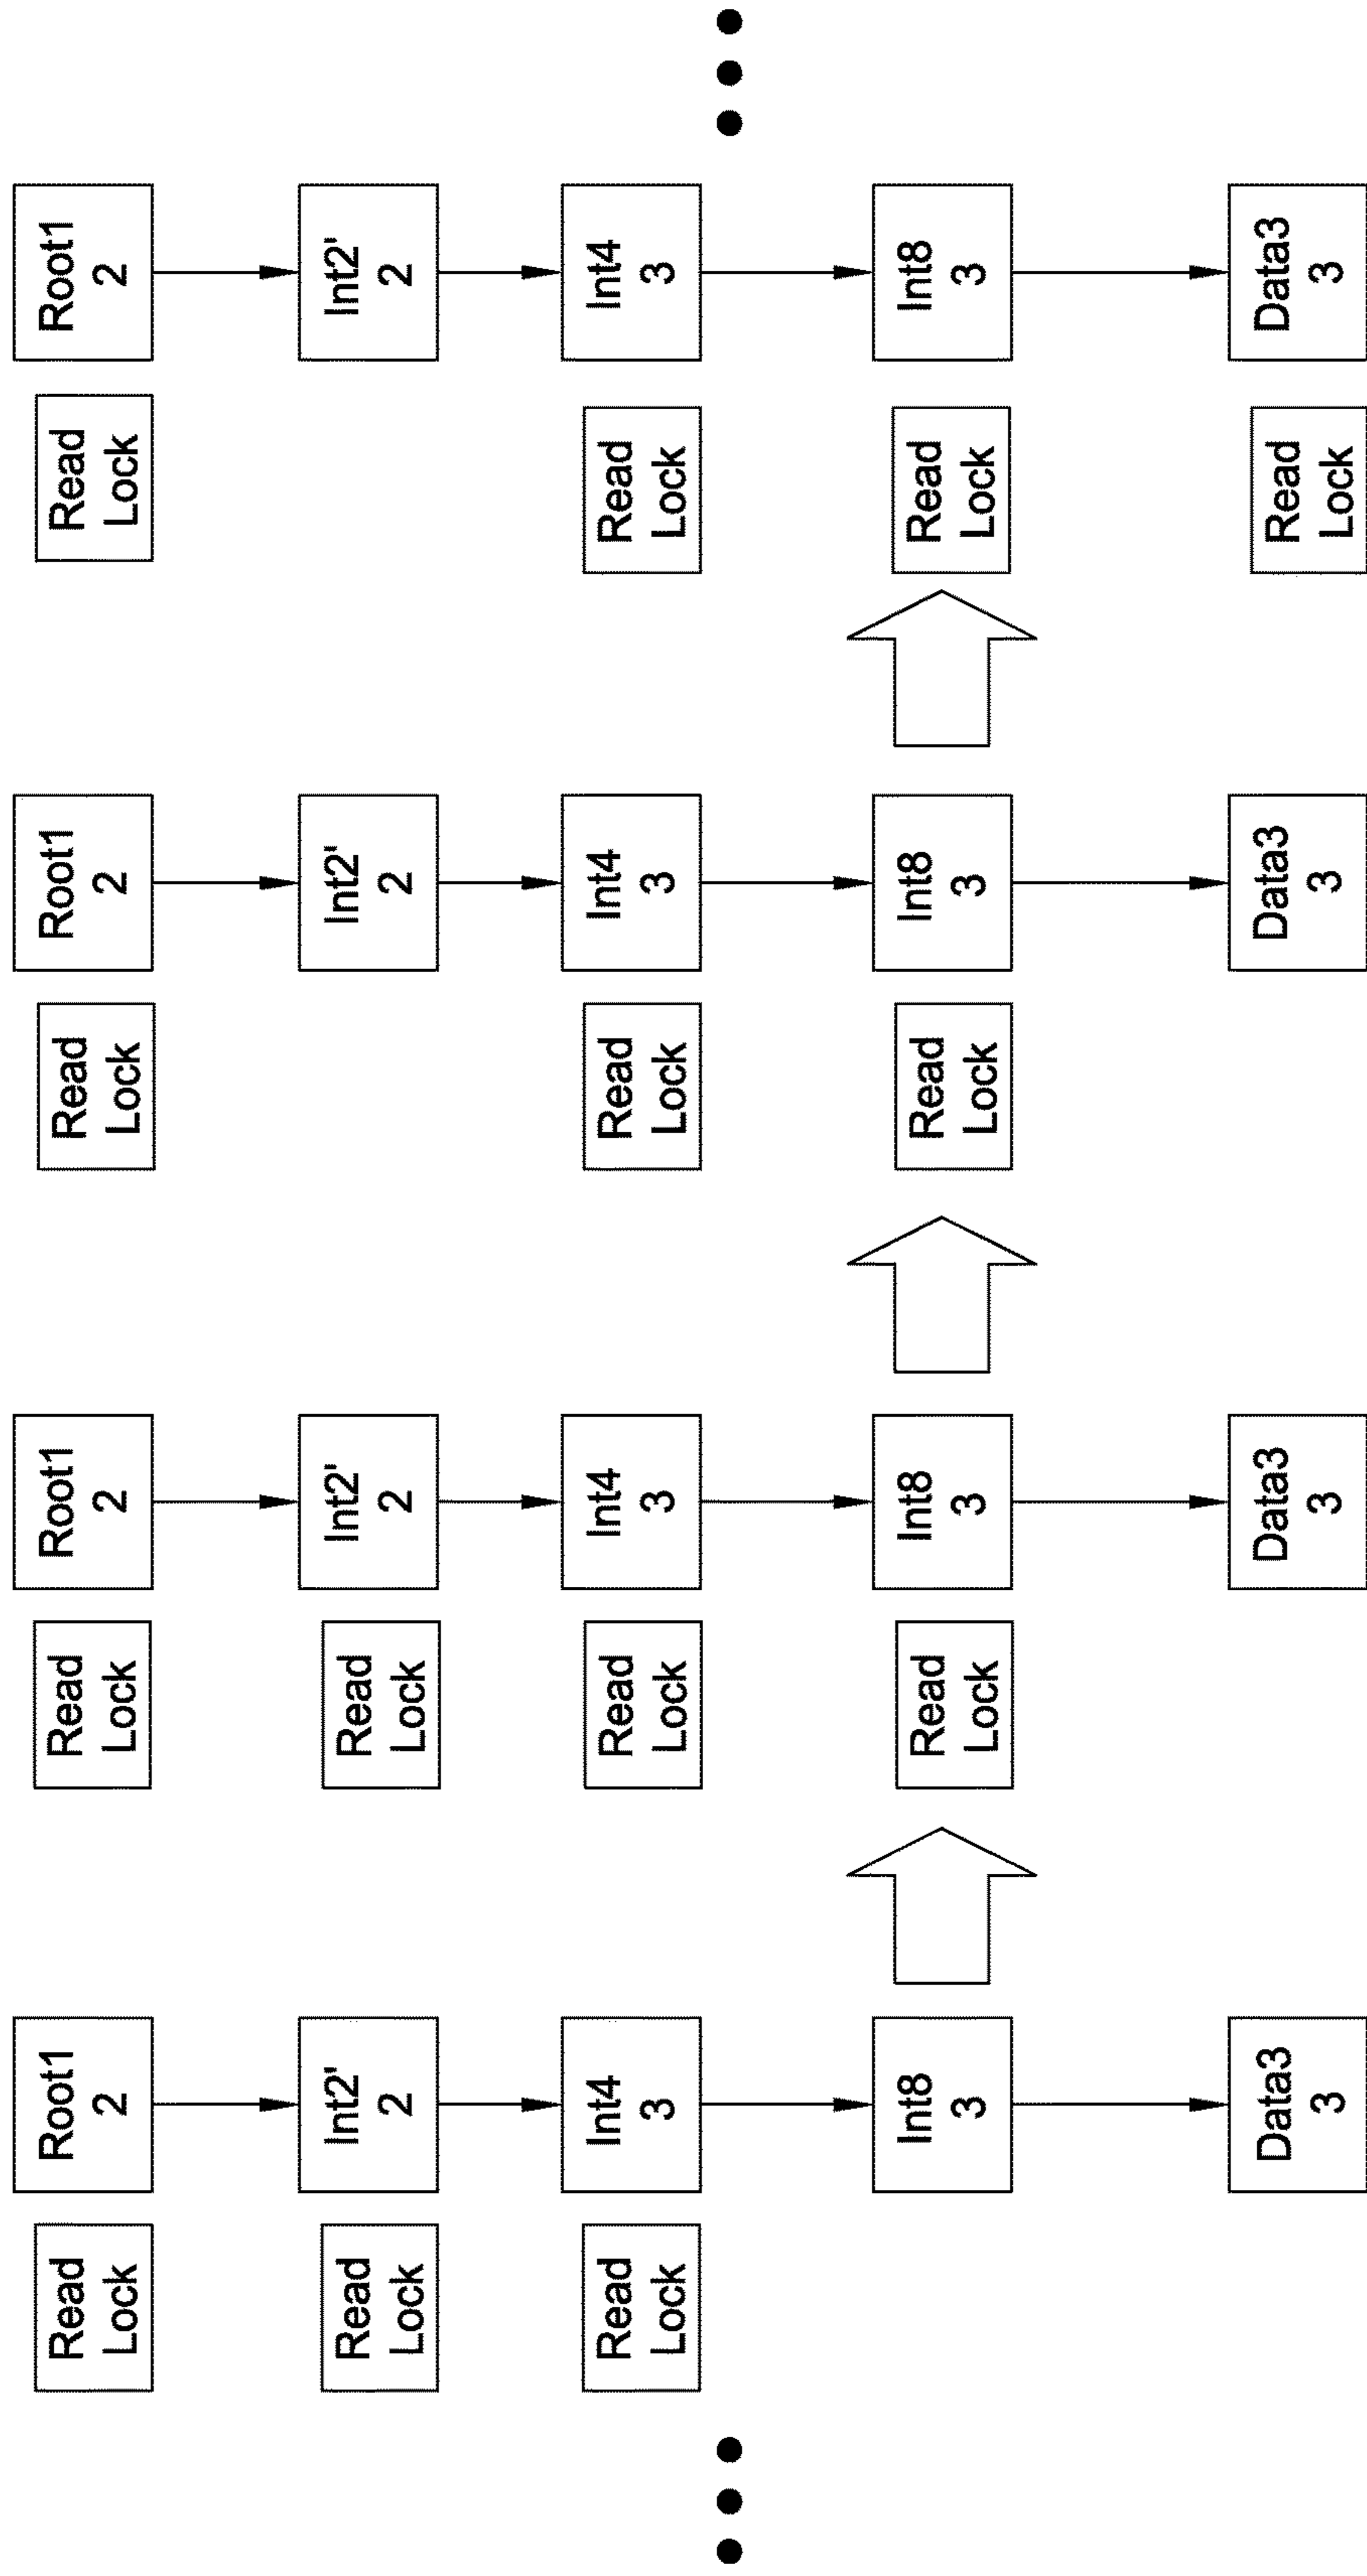 Read
Lock
Root1
2
Read
Lock
Int2'
2
Read
Lock
Int4
3
Int8
3
Data3
3
Read
Lock
Root1
2
Read
Lock
Int2'
2
Read
Lock
Int4
3
Read
Lock
Int8
3
Data3
3
Read
Lock
Root1
2
Int2'
2
Read
Lock
Int4
3
Read
Lock
Int8
3
Data3
3
Read
Lock
Root1
2
Int2'
2
Read
Lock
Int4
3
Read
Lock
Int8
3
Read
Lock
Data3
3